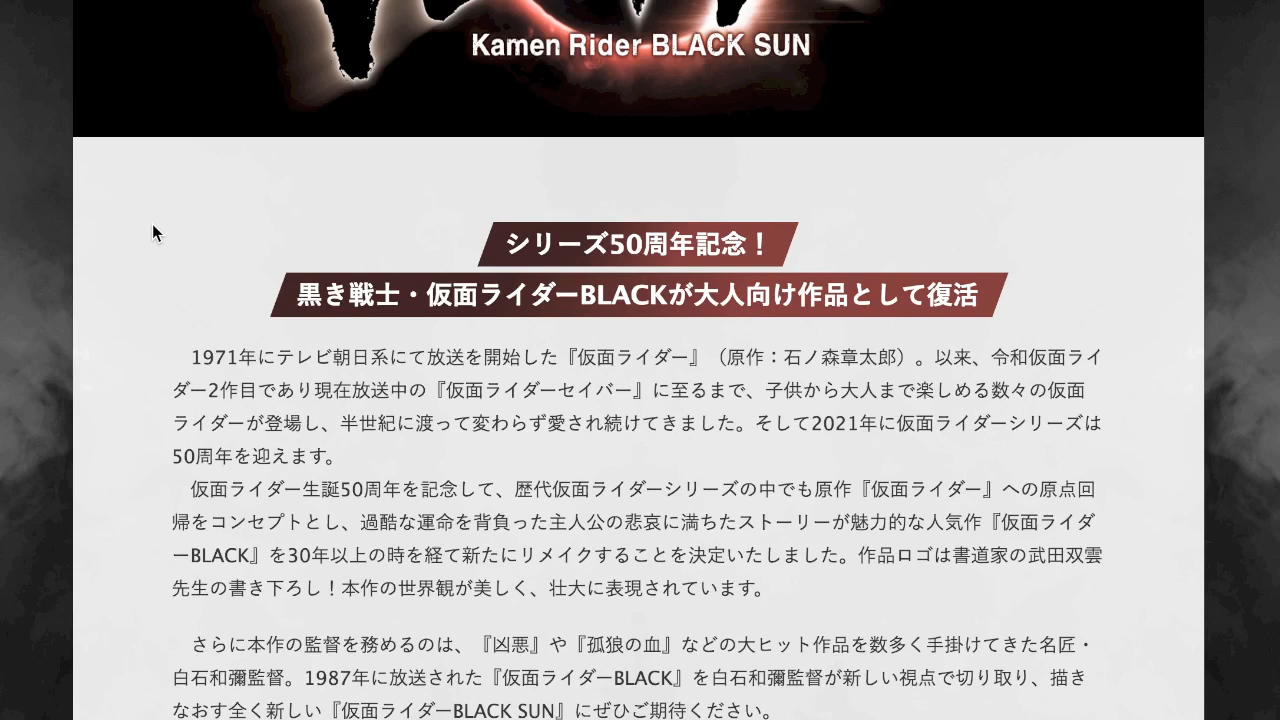 Kamen Rider BLACK SUN
シリーズ50周年記念！
黒き戦士・仮面ライダーBLACKが大人向け作品として復活
1971年にテレビ朝日系にて放送を開始した『仮面ライダー』（原作：石ノ森章太郎）。以来、令和仮面ライ
ダー2作目であり現在放送中の『仮面ライダーセイバー』に至るまで、子供から大人まで楽しめる数々の仮面
ライダーが登場し、半世紀に渡って変わらず愛され続けてきました。そして2021年に仮面ライダーシリーズは
50周年を迎えます。
仮面ライダー生誕50周年を記念して、歴代仮面ライダーシリーズの中でも原作『仮面ライダー』への原点回
帰をコンセプトとし、過酷な運命を背負った主人公の悲哀に満ちたストーリーが魅力的な人気作『仮面ライダ
ーBLACK』を30年以上の時を経て新たにリメイクすることを決定いたしました。作品ロゴは書道家の武田双雲
先生の書き下ろし！本作の世界観が美しく、壮大に表現されています。
さらに本作の監督を務めるのは、『凶悪』や『孤狼の血』などの大ヒット作品を数多く手掛けてきた名匠・
白石和彌監督。1987年に放送された『仮面ライダーBLACK』を白石和彌監督が新しい視点で切り取り、描き
なおす全く新しい『仮面ライダーBLACK SUN』にぜひご期待ください。